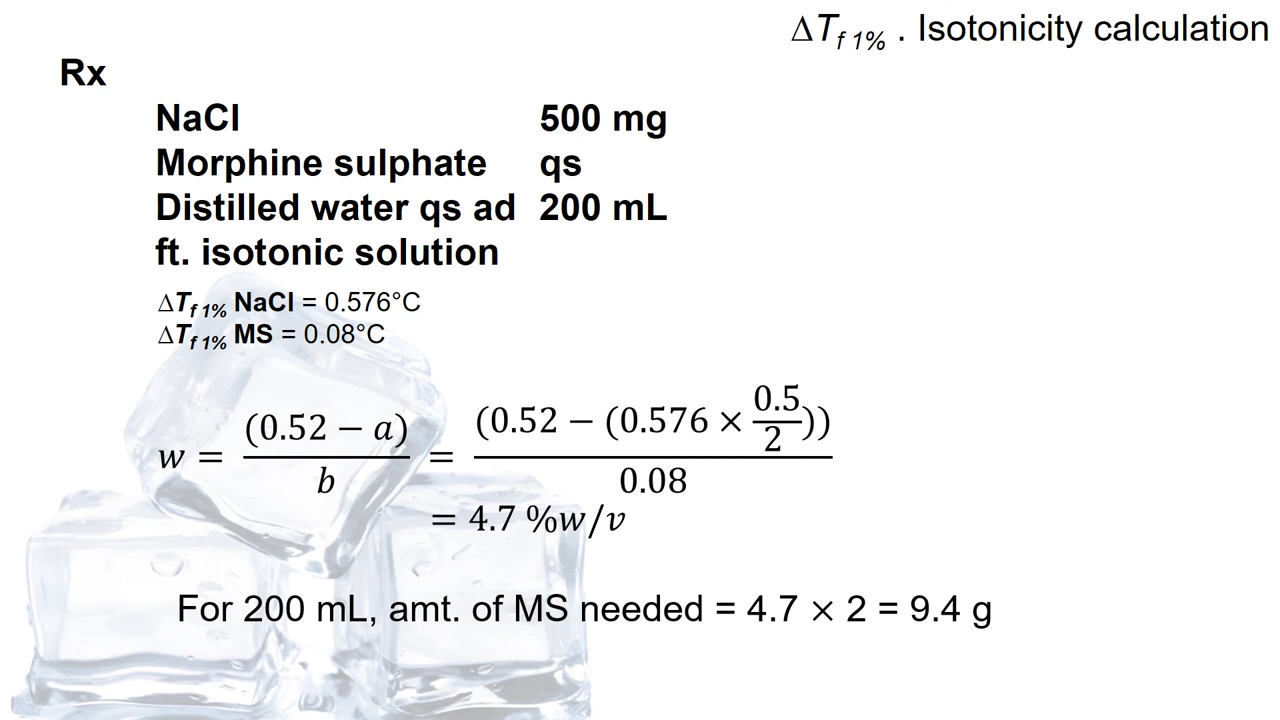 ΔTf 1% . Isotonicity calculation
Rx
NaCl 500 mg
Morphine sulphate qs
Distilled water qs ad 200 mL
ft. isotonic solution
ΔTf 1% NaCl = 0.576°C
ΔTf 1% MS = 0.08°C
w = (0.52 − a) / b = (0.52 − (0.576 × 0.5/2)) / 0.08
= 4.7 %w/v
For 200 mL, amt. of MS needed = 4.7 × 2 = 9.4 g